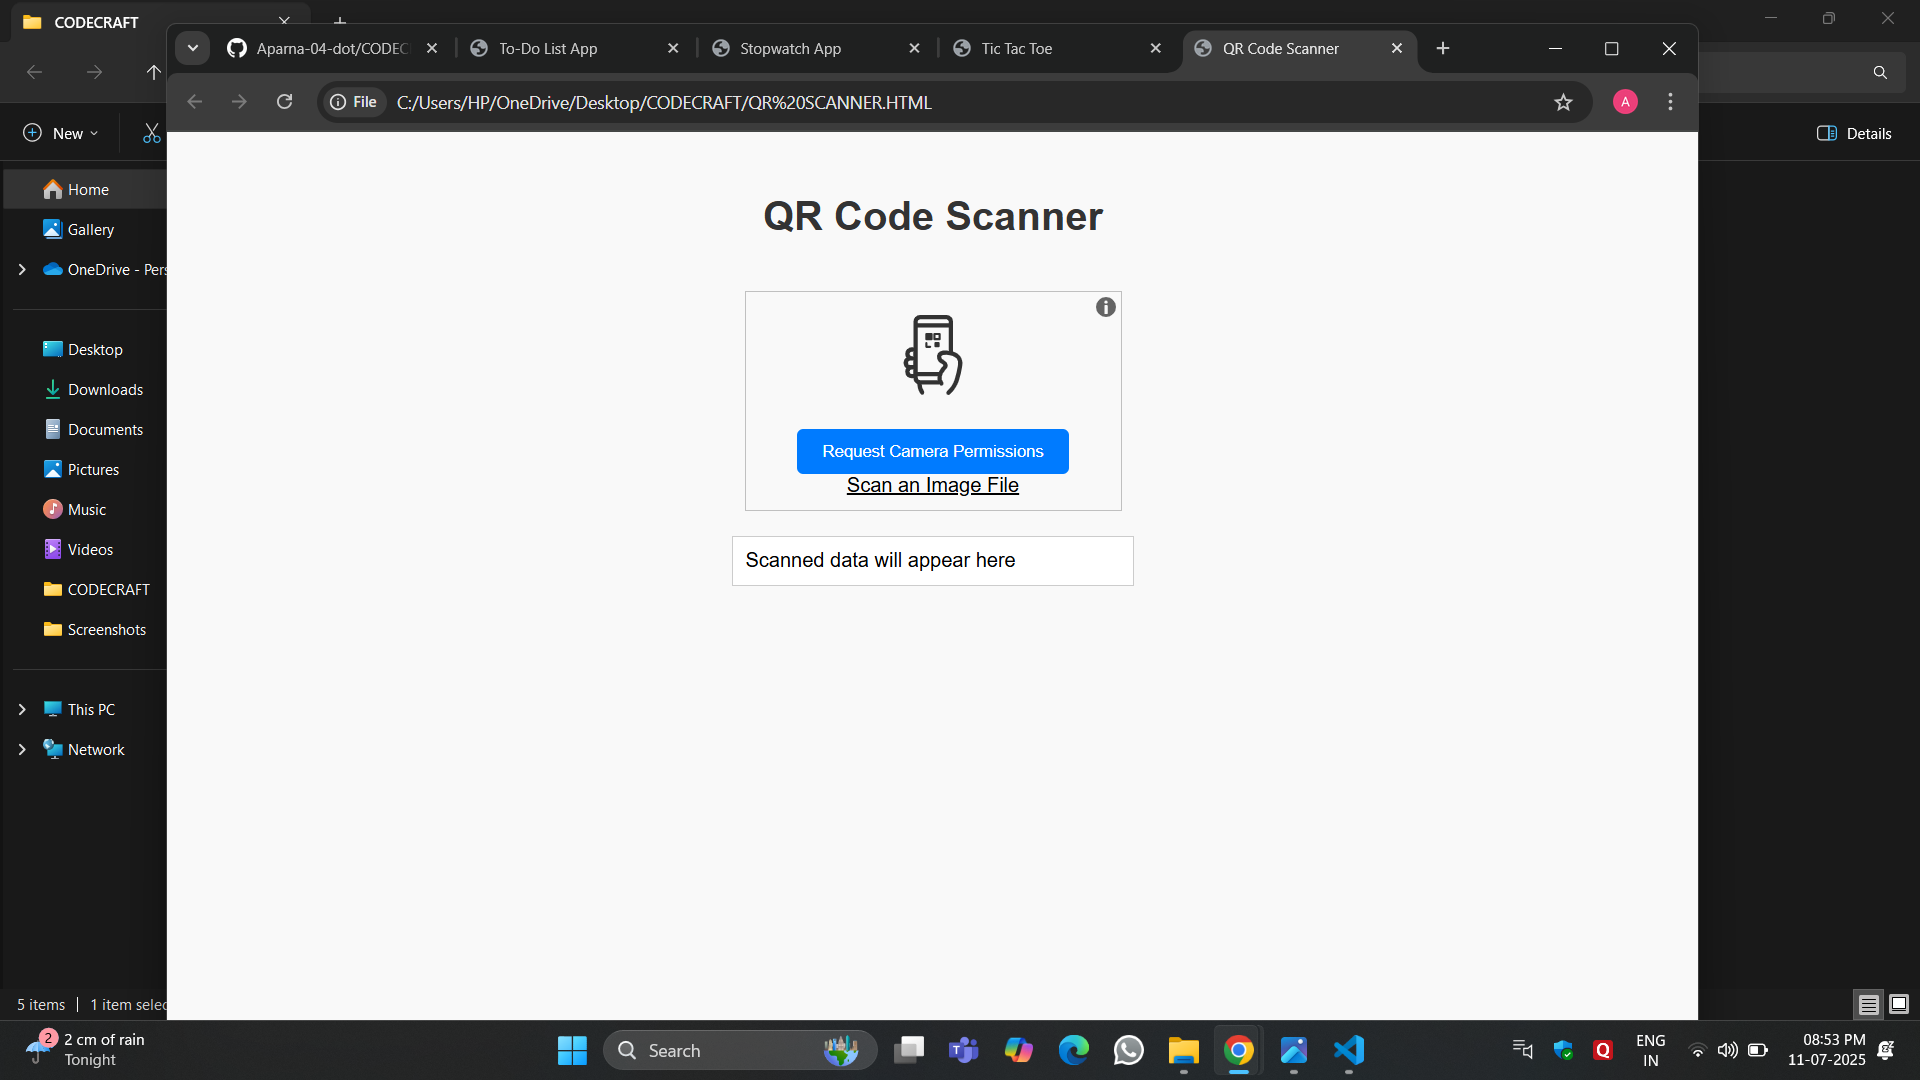 CODECRAFT
Aparna-04-dot/CODEC
To-Do List App
Stopwatch App
Tic Tac Toe
QR Code Scanner
File
C:/Users/HP/OneDrive/Desktop/CODECRAFT/QR%20SCANNER.HTML
A
New
Details
Home
Gallery
OneDrive - Pers
Desktop
Downloads
Documents
Pictures
Music
Videos
CODECRAFT
Screenshots
This PC
Network
QR Code Scanner
Request Camera Permissions
Scan an Image File
Scanned data will appear here
5 items
1 item selec
2
2 cm of rain
Tonight
Search
ENG
IN
08:53 PM
11-07-2025